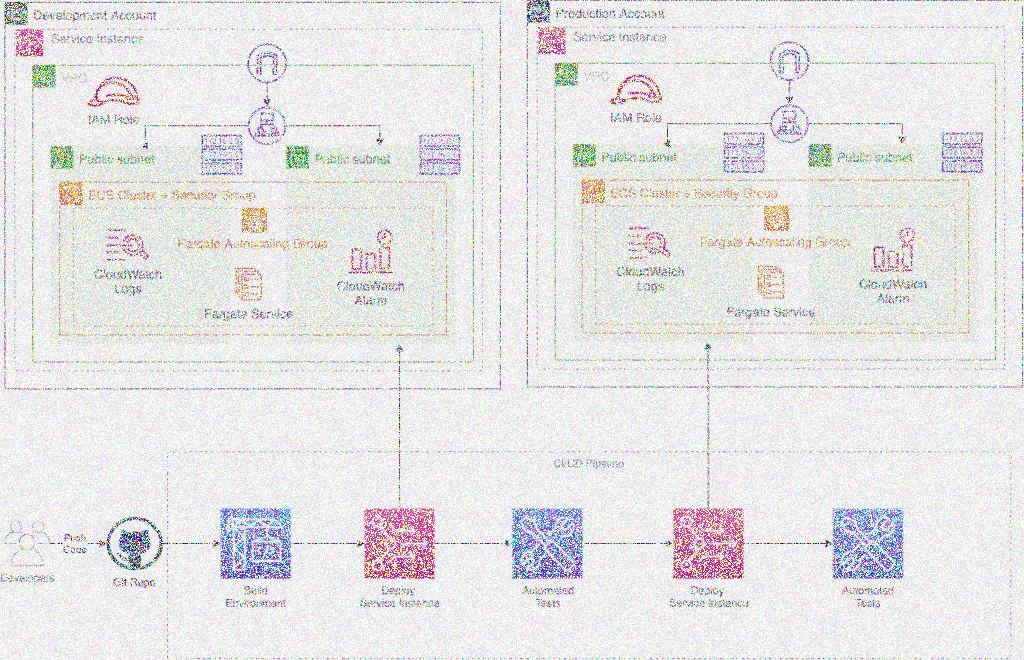 Development Account
Service Instance
VPC
IAM Role
Public subnet
Public subnet
ECS Cluster + Security Group
Fargate Autoscaling Group
CloudWatch
Logs
CloudWatch
Alarm
Fargate Service
Production Account
Service Instance
VPC
IAM Role
Public subnet
Public subnet
ECS Cluster + Security Group
Fargate Autoscaling Group
CloudWatch
Logs
CloudWatch
Alarm
Fargate Service
CI/CD Pipeline
Developers
Push
Code
Git Repo
Build
Environment
Deploy
Service Instance
Automated
Tests
Deploy
Service Instance
Automated
Tests